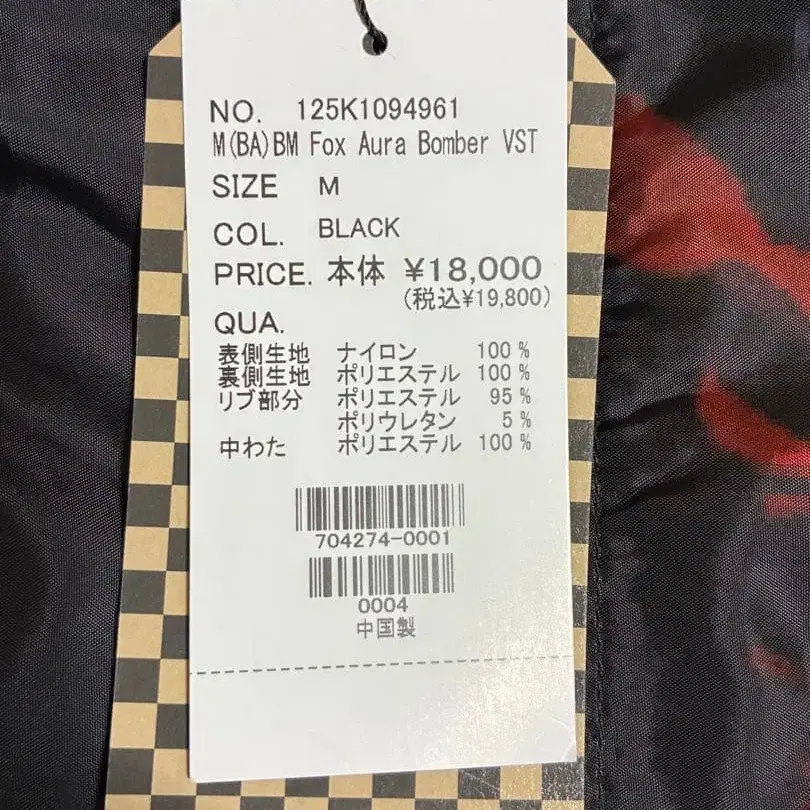 NO. 125K1094961
M(BA)BM Fox Aura Bomber VST
SIZE M
COL. BLACK
PRICE. 本体 ¥18,000
(税込¥19,800)
QUA.
表側生地 ナイロン 100%
裏側生地 ポリエステル 100%
リブ部分 ポリエステル 95%
ポリウレタン 5%
中わた ポリエステル 100%
704274-0001
0004
中国製